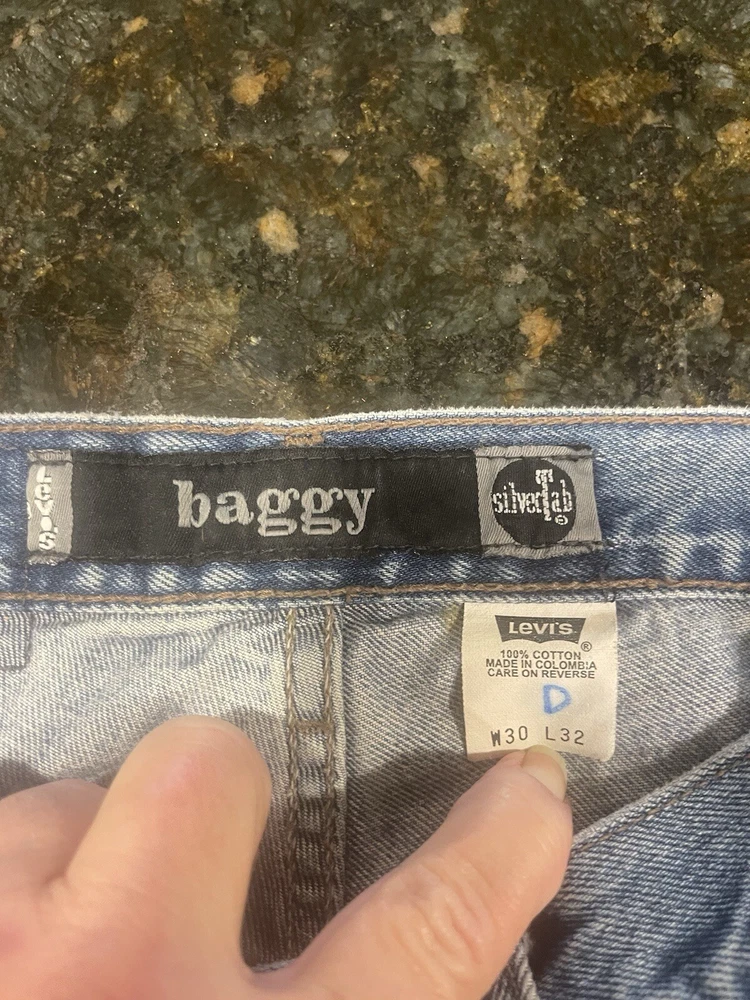 Levi's
baggy
silverTab
®
LEVI'S
®
100% COTTON
MADE IN COLOMBIA
CARE ON REVERSE
D
W30 L32